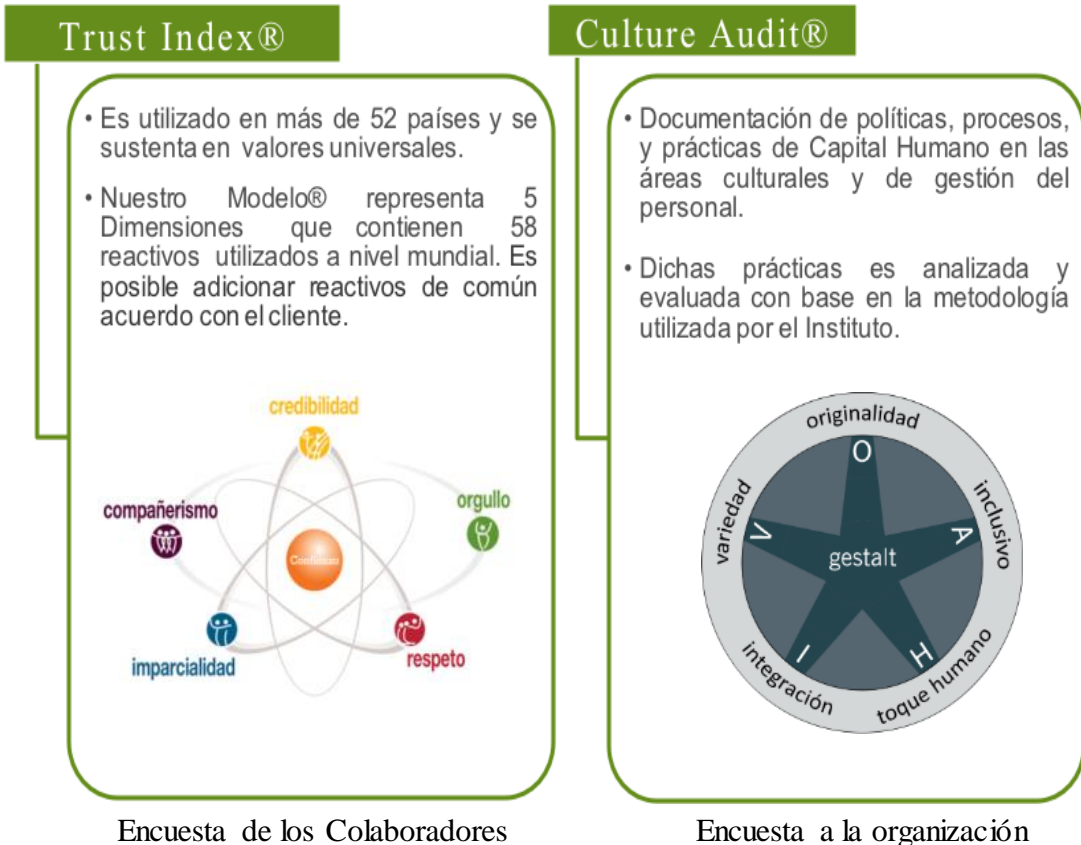 Trust Index®
• Es utilizado en más de 52 países y se
sustenta en valores universales.
• Nuestro Modelo® representa 5
Dimensiones que contienen 58
reactivos utilizados a nivel mundial. Es
posible adicionar reactivos de común
acuerdo con el cliente.
credibilidad
compañerismo
orgullo
Confianza
imparcialidad
respeto
Encuesta de los Colaboradores
Culture Audit®
• Documentación de políticas, procesos,
y prácticas de Capital Humano en las
áreas culturales y de gestión del
personal.
• Dichas prácticas es analizada y
evaluada con base en la metodología
utilizada por el Instituto.
originalidad
variedad
inclusivo
O
V
A
gestalt
I
H
integración
toque humano
Encuesta a la organización